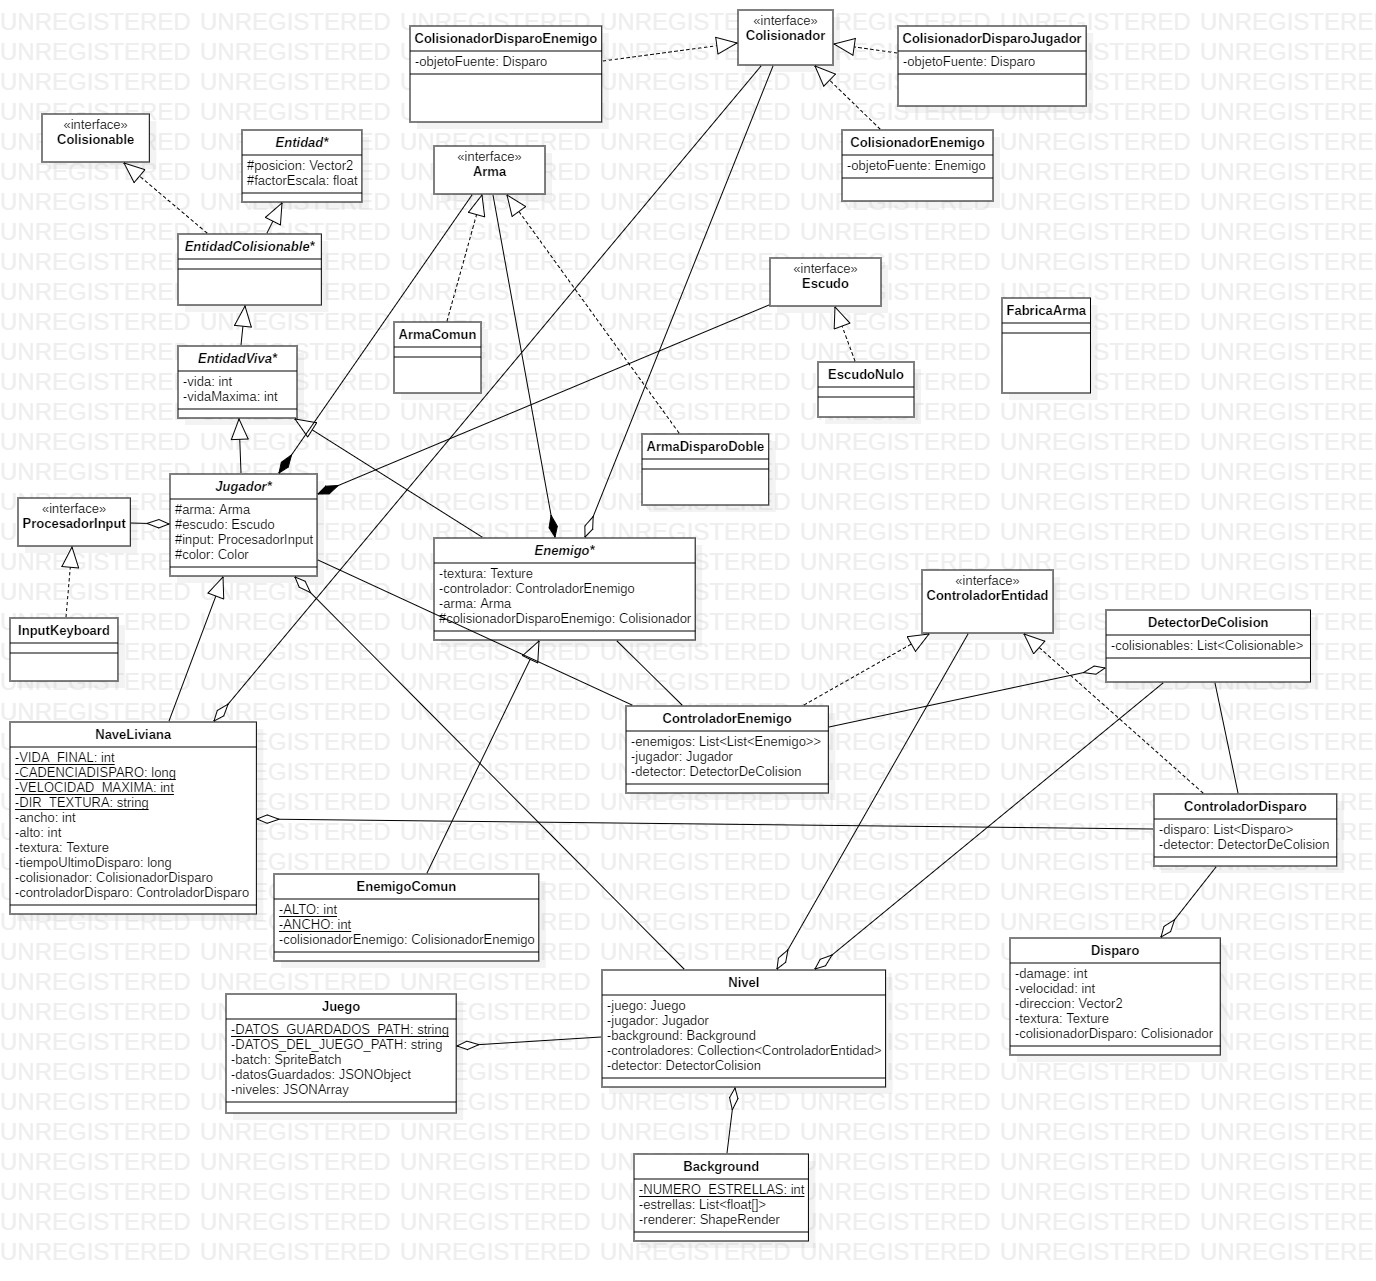 «interface»
Colisionador
ColisionadorDisparoEnemigo
-objetoFuente: Disparo
ColisionadorDisparoJugador
-objetoFuente: Disparo
«interface»
Colisionable
Entidad*
#posicion: Vector2
#factorEscala: float
«interface»
Arma
ColisionadorEnemigo
-objetoFuente: Enemigo
EntidadColisionable*
«interface»
Escudo
FabricaArma
ArmaComun
EntidadViva*
-vida: int
-vidaMaxima: int
EscudoNulo
ArmaDisparoDoble
Jugador*
#arma: Arma
#escudo: Escudo
#input: ProcesadorInput
#color: Color
«interface»
ProcesadorInput
Enemigo*
-textura: Texture
-controlador: ControladorEnemigo
-arma: Arma
#colisionadorDisparoEnemigo: Colisionador
«interface»
ControladorEntidad
DetectorDeColision
-colisionables: List<Colisionable>
InputKeyboard
ControladorEnemigo
-enemigos: List<List<Enemigo>>
-jugador: Jugador
-detector: DetectorDeColision
NaveLiviana
-VIDA_FINAL: int
-CADENCIADISPARO: long
-VELOCIDAD_MAXIMA: int
-DIR_TEXTURA: string
-ancho: int
-alto: int
-textura: Texture
-tiempoUltimoDisparo: long
-colisionador: ColisionadorDisparo
-controladorDisparo: ControladorDisparo
ControladorDisparo
-disparo: List<Disparo>
-detector: DetectorDeColision
EnemigoComun
-ALTO: int
-ANCHO: int
-colisionadorEnemigo: ColisionadorEnemigo
Disparo
-damage: int
-velocidad: int
-direccion: Vector2
-textura: Texture
-colisionadorDisparo: Colisionador
Nivel
-juego: Juego
-jugador: Jugador
-background: Background
-controladores: Collection<ControladorEntidad>
-detector: DetectorColision
Juego
-DATOS_GUARDADOS_PATH: string
-DATOS_DEL_JUEGO_PATH: string
-batch: SpriteBatch
-datosGuardados: JSONObject
-niveles: JSONArray
Background
-NUMERO_ESTRELLAS: int
-estrellas: List<float[]>
-renderer: ShapeRender
UNREGISTERED